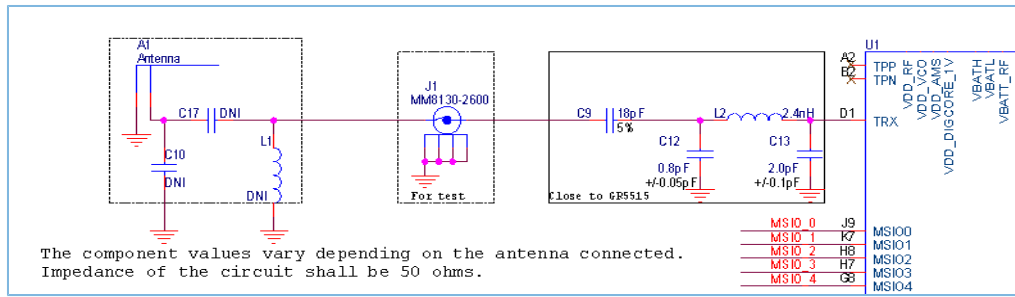 A1
Antenna
C17
DNI
C10
DNI
L1
DNI
J1
MM8130-2600
For test
C9
18pF
5%
L2
2.4nH
C12
0.8pF
+/-0.05pF
C13
2.0pF
+/-0.1pF
Close to GR5515
U1
A2
TPP
B2
TPN
D1
TRX
VDD_RF
VDD_VCO
VDD_AMS
VDD_DIGCORE_1V
VBATH
VBATL
VBATT_RF
MSIO_0
J9
MSIO0
MSIO_1
K7
MSIO1
MSIO_2
H8
MSIO2
MSIO_3
H7
MSIO3
MSIO_4
G8
MSIO4
The component values vary depending on the antenna connected.
Impedance of the circuit shall be 50 ohms.